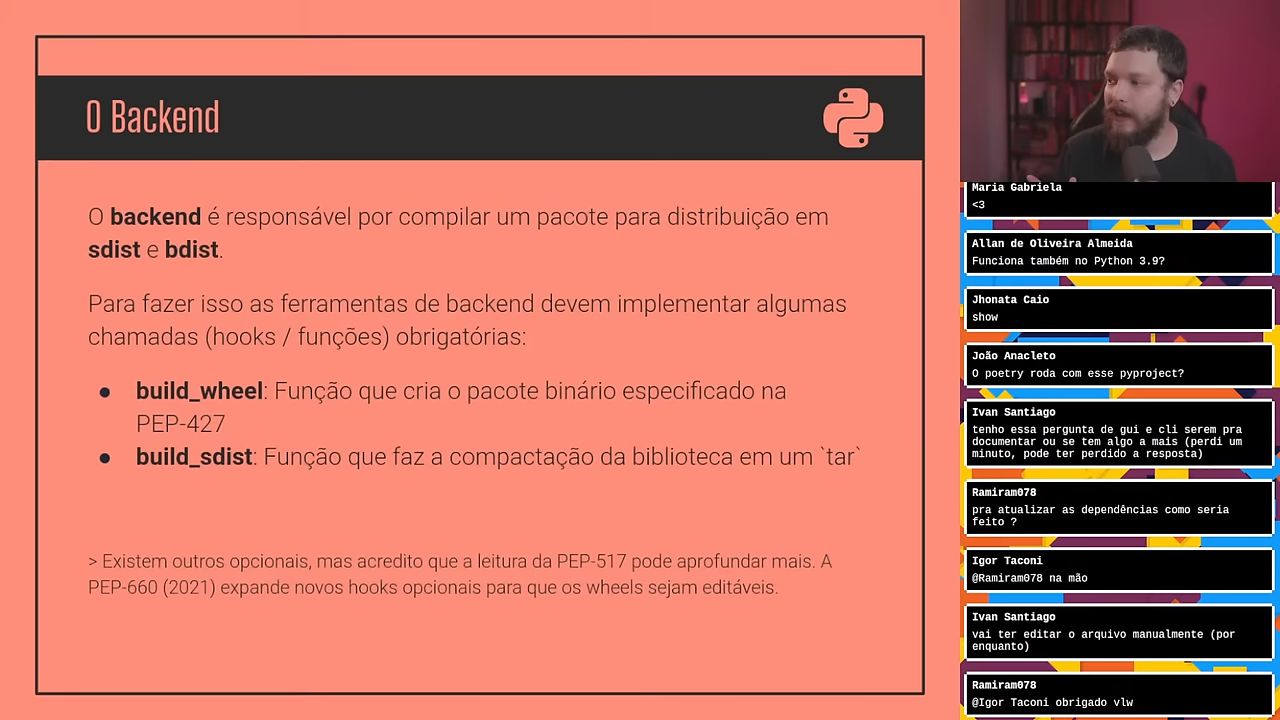 O Backend
O backend é responsável por compilar um pacote para distribuição em
sdist e bdist.
Para fazer isso as ferramentas de backend devem implementar algumas
chamadas (hooks / funções) obrigatórias:
● build_wheel: Função que cria o pacote binário especificado na
PEP-427
● build_sdist: Função que faz a compactação da biblioteca em um `tar`
> Existem outros opcionais, mas acredito que a leitura da PEP-517 pode aprofundar mais. A
PEP-660 (2021) expande novos hooks opcionais para que os wheels sejam editáveis.
Maria Gabriela
<3
Allan de Oliveira Almeida
Funciona também no Python 3.9?
Jhonata Caio
show
João Anacleto
O poetry roda com esse pyproject?
Ivan Santiago
tenho essa pergunta de gui e cli serem pra
documentar ou se tem algo a mais (perdi um
minuto, pode ter perdido a resposta)
Ramiram078
pra atualizar as dependências como seria
feito ?
Igor Taconi
@Ramiram078 na mão
Ivan Santiago
vai ter editar o arquivo manualmente (por
enquanto)
Ramiram078
@Igor Taconi obrigado vlw